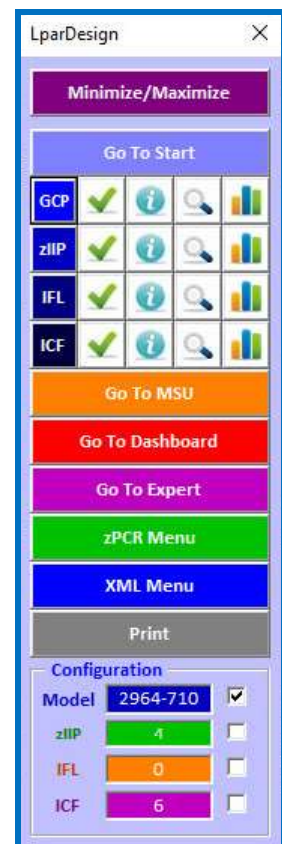 LparDesign
Minimize/Maximize
Go To Start
GCP
zIIP
IFL
ICF
Go To MSU
Go To Dashboard
Go To Expert
zPCR Menu
XML Menu
Print
Configuration
Model 2964-710
zIIP 4
IFL 0
ICF 6